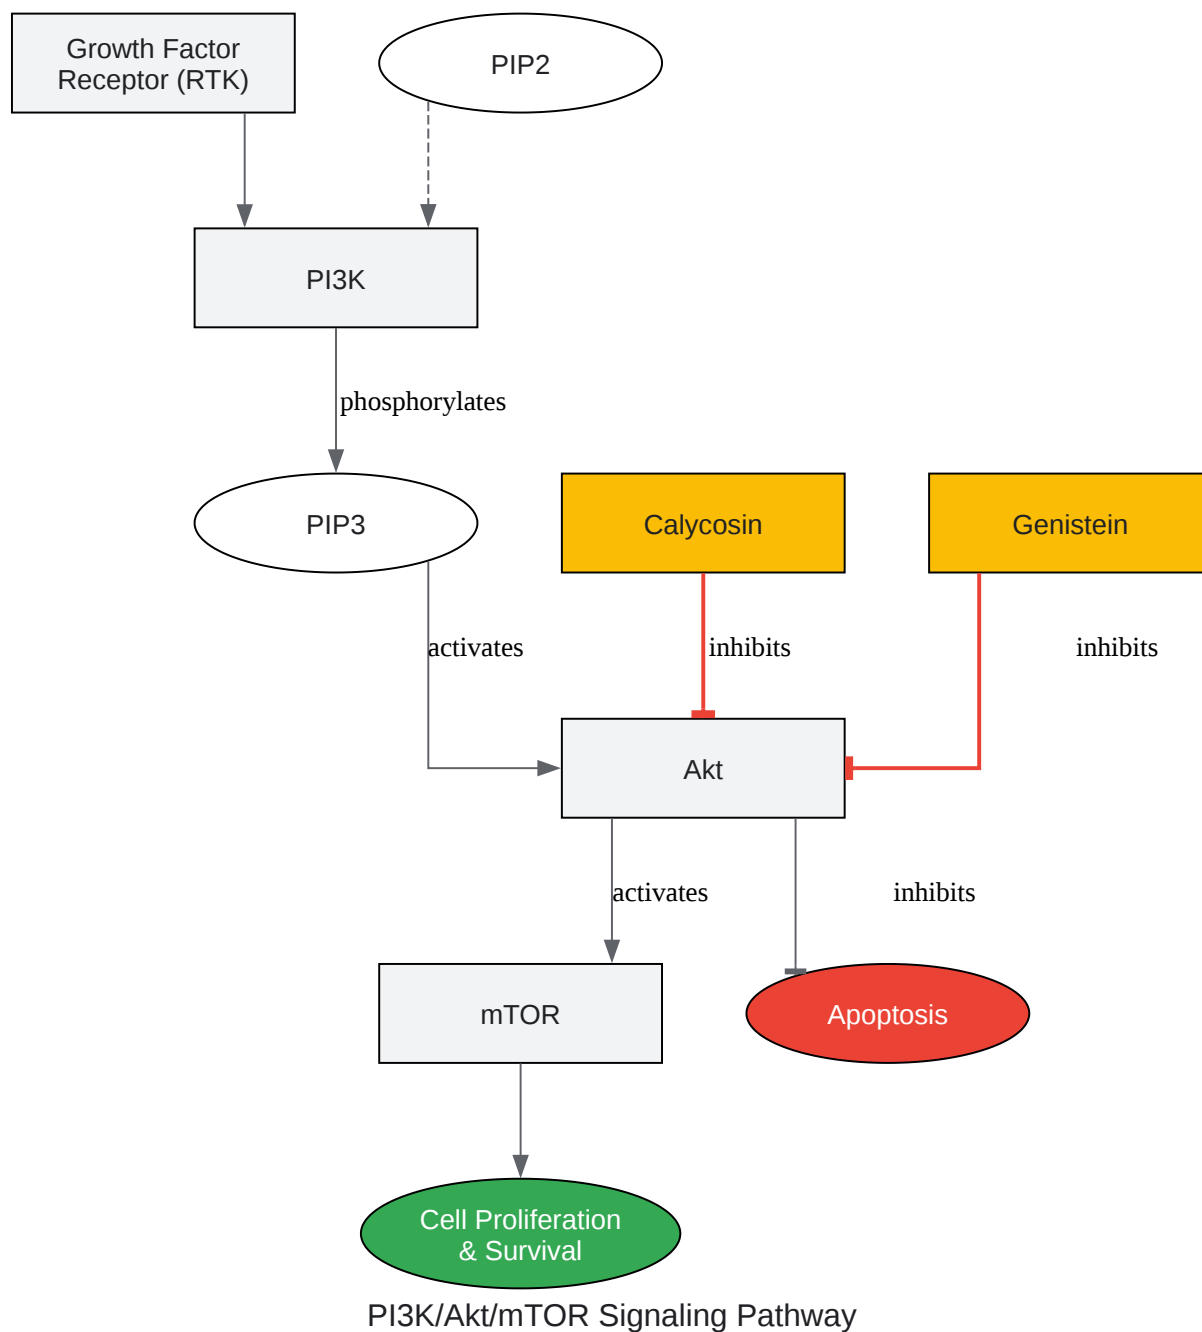 Growth Factor
Receptor (RTK)
PIP2
PI3K
phosphorylates
PIP3
Calycosin
Genistein
activates
inhibits
inhibits
Akt
activates
inhibits
mTOR
Apoptosis
Cell Proliferation
& Survival
PI3K/Akt/mTOR Signaling Pathway